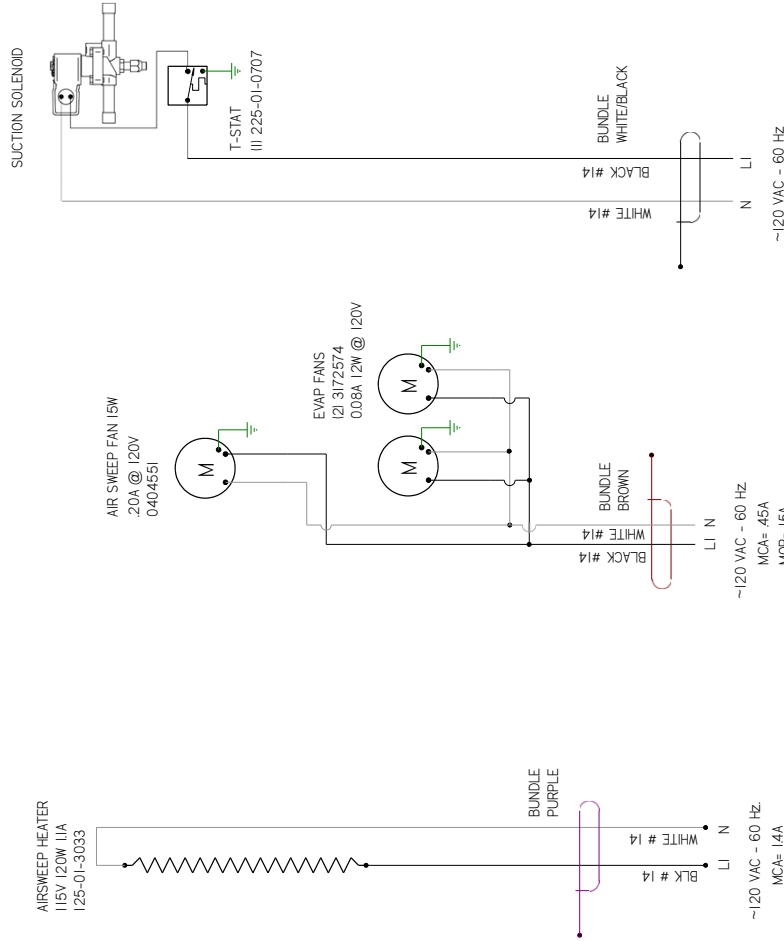 SUCTION SOLENOID
T-STAT
(1) 225-01-0707
BUNDLE
WHITE/BLACK
BLACK #14
WHITE #14
L1
N
~120 VAC - 60 Hz
AIR SWEEP FAN 15W
.20A @ 120V
0404551
M
EVAP FANS
(2) 3172574
0.08A 12W @ 120V
M
M
BUNDLE
BROWN
WHITE #14
BLACK #14
L1 N
~120 VAC - 60 Hz
MCA= .45A
AIRSWEEP HEATER
115V 120W 1.1A
125-01-3033
BUNDLE
PURPLE
WHITE # 14
BLK # 14
L1
N
~120 VAC - 60 Hz.
MCA= 1.4A